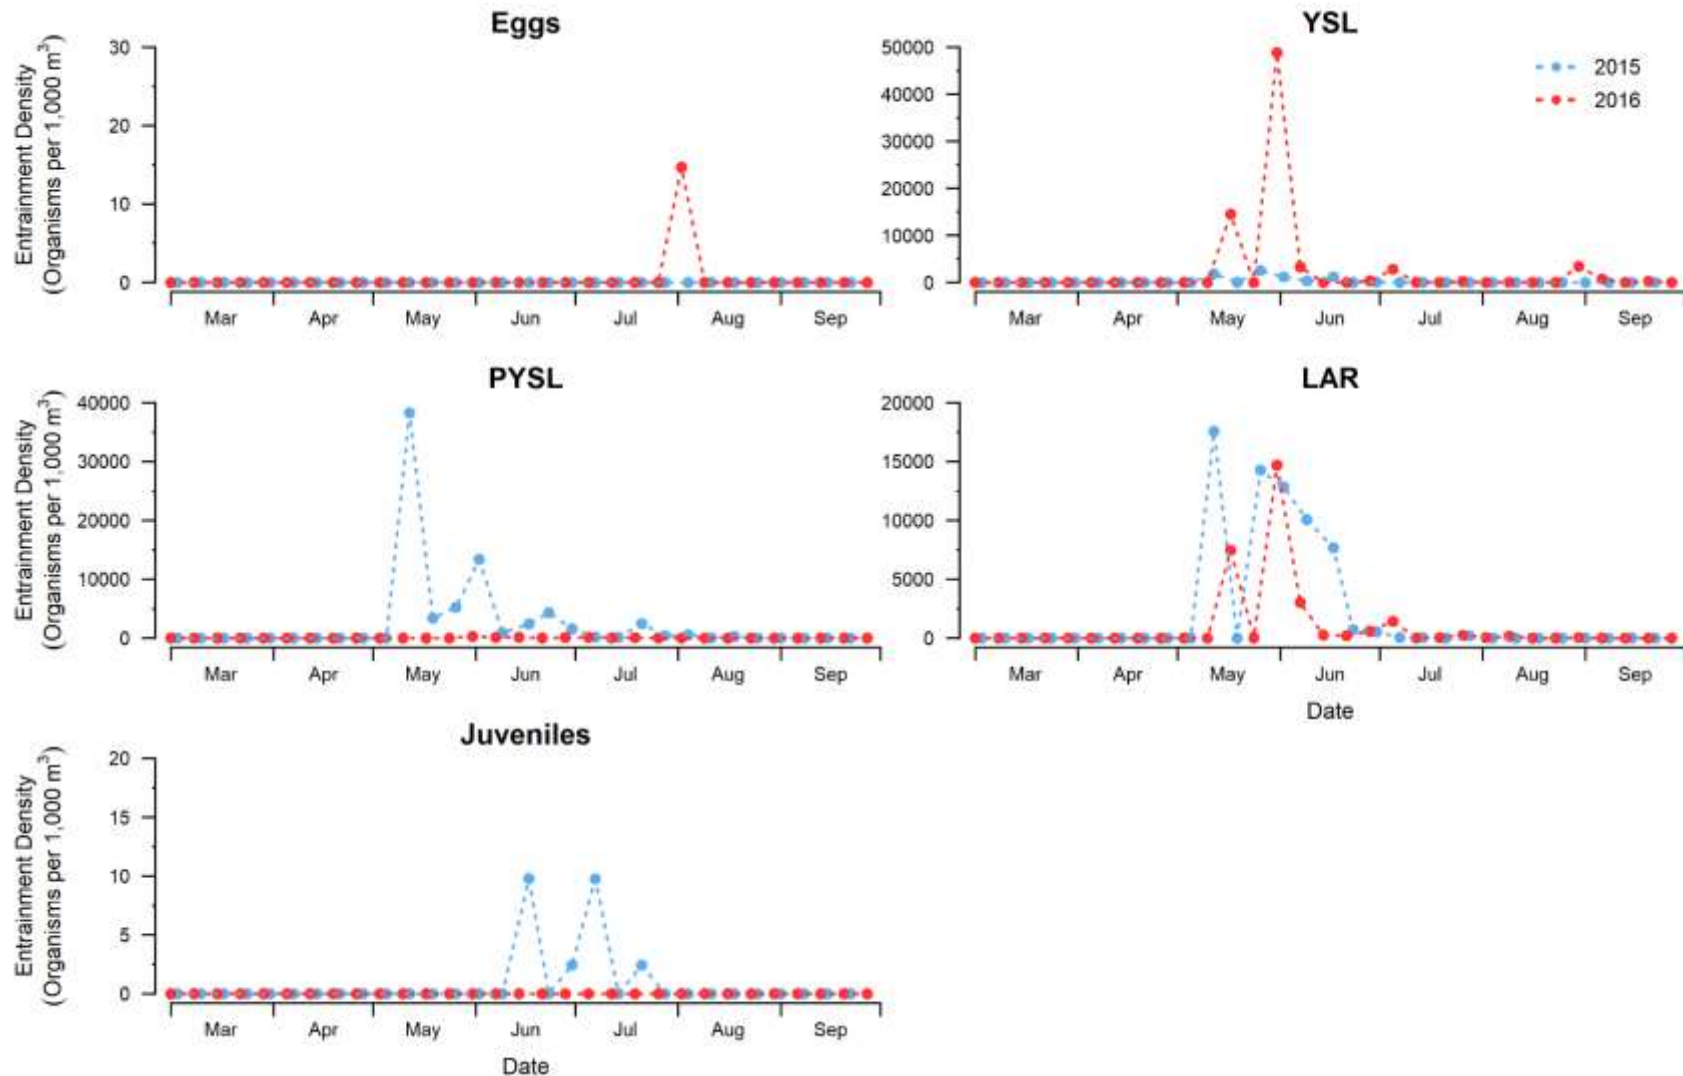 Eggs
Entrainment Density
(Organisms per 1,000 m³)
30
20
10
0
Mar Apr May Jun Jul Aug Sep
YSL
50000
40000
30000
20000
10000
0
2015
2016
Mar Apr May Jun Jul Aug Sep
PYSL
Entrainment Density
(Organisms per 1,000 m³)
40000
30000
20000
10000
0
Mar Apr May Jun Jul Aug Sep
LAR
20000
15000
10000
5000
0
Mar Apr May Jun Jul Aug Sep
Date
Juveniles
Entrainment Density
(Organisms per 1,000 m³)
20
15
10
5
0
Mar Apr May Jun Jul Aug Sep
Date